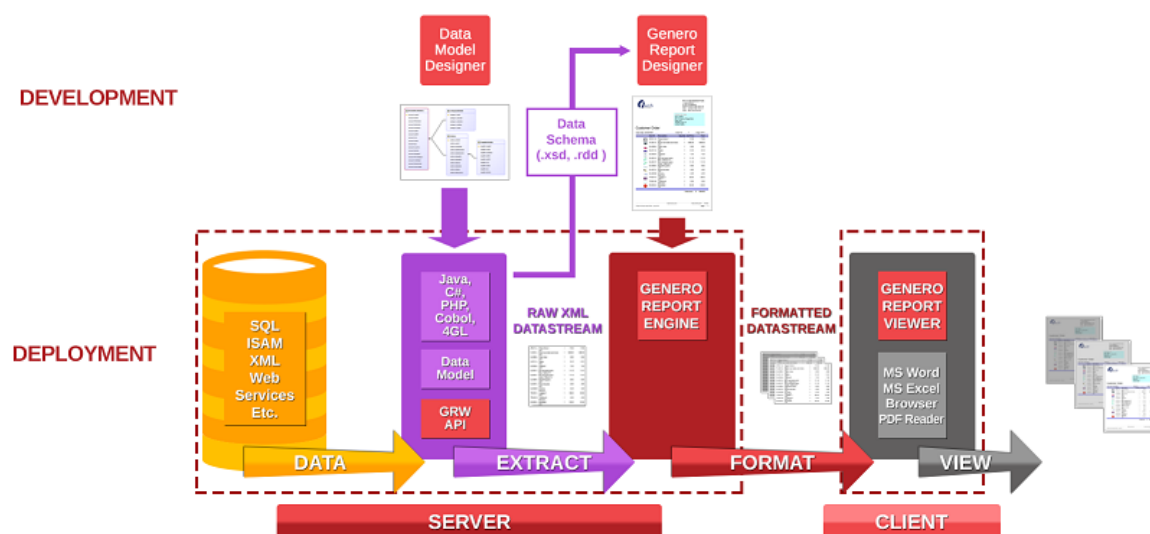 Data
Model
Designer
Genero
Report
Designer
DEVELOPMENT
Data
Schema
(.xsd, .rdd )
Customer Order
DEPLOYMENT
SQL
ISAM
XML
Web
Services
Etc.
Java,
C#,
PHP,
Cobol,
4GL
Data
Model
GRW
API
RAW XML
DATASTREAM
GENERO
REPORT
ENGINE
FORMATTED
DATASTREAM
GENERO
REPORT
VIEWER
MS Word
MS Excel
Browser
PDF Reader
DATA
EXTRACT
FORMAT
VIEW
SERVER
CLIENT